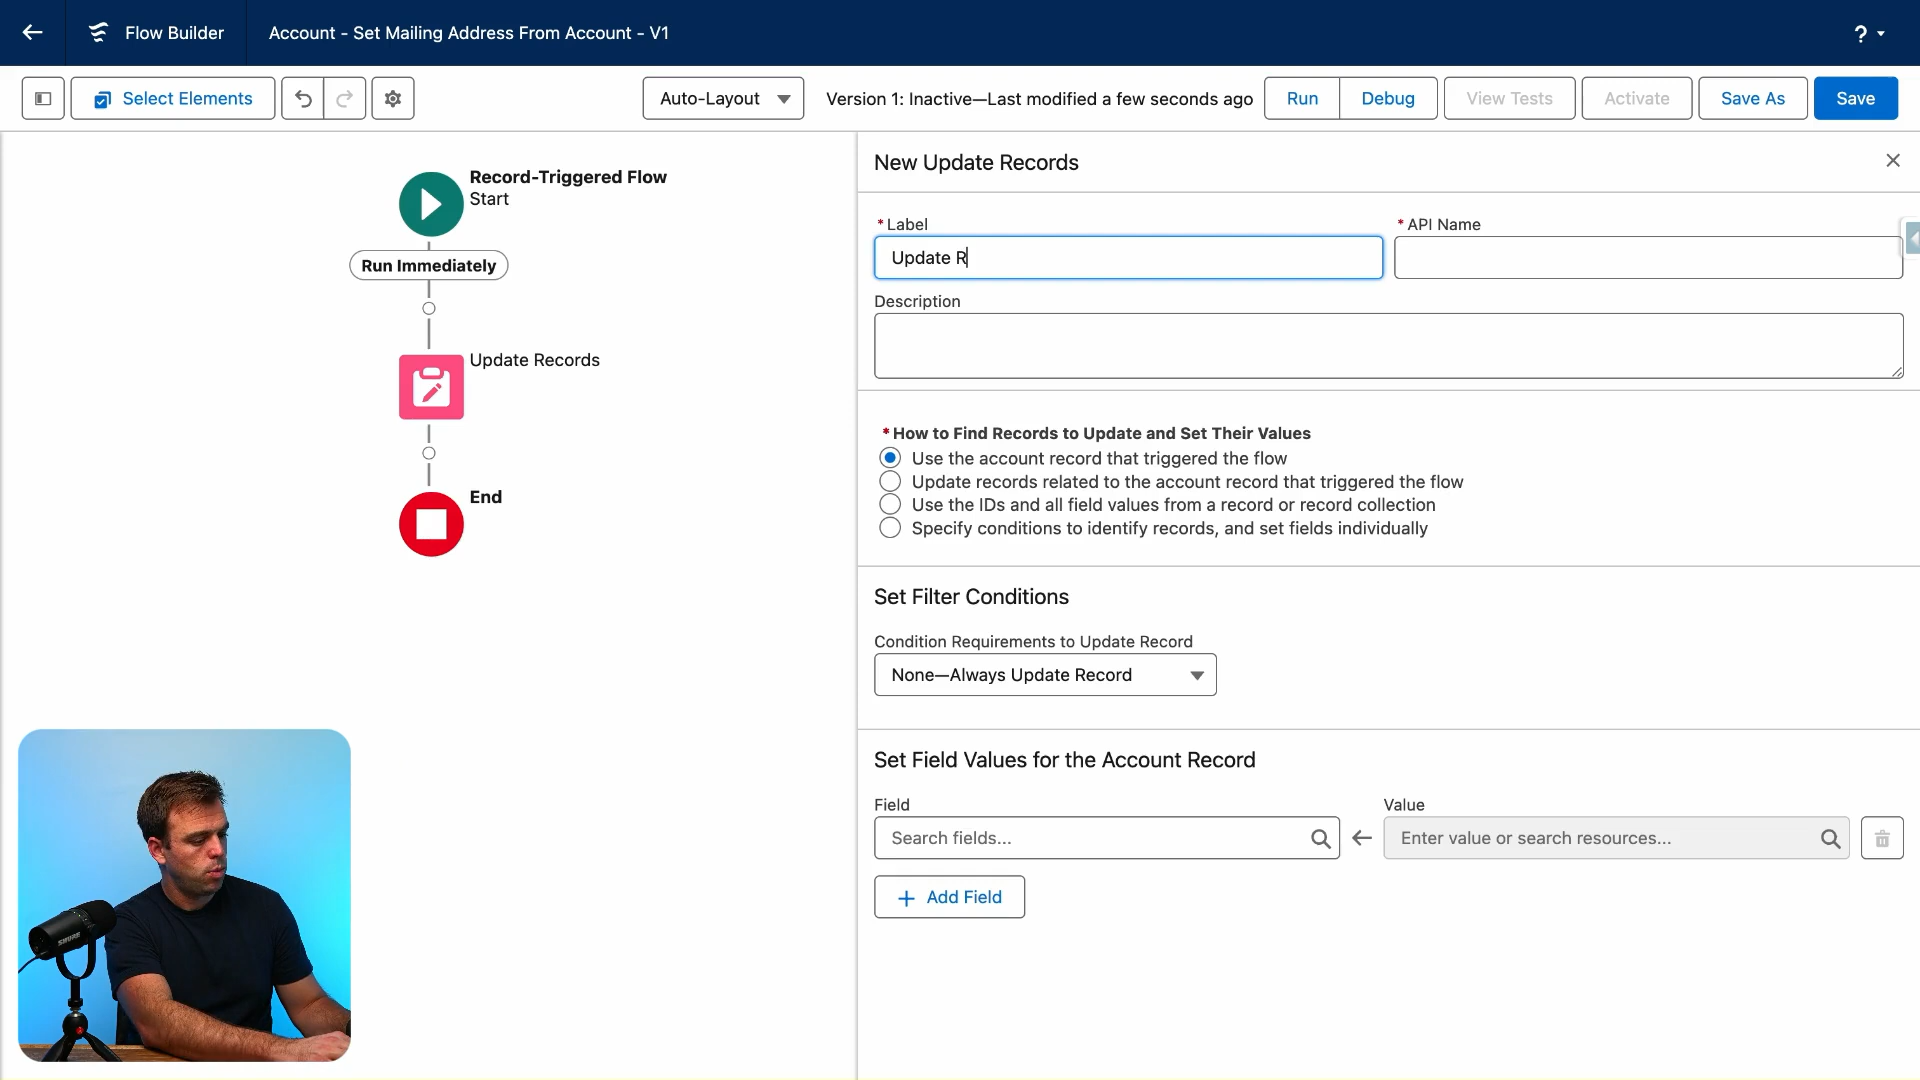 Flow Builder
Account - Set Mailing Address From Account - V1
?
Select Elements
Auto-Layout
Version 1: Inactive—Last modified a few seconds ago
Run
Debug
View Tests
Activate
Save As
Save
Record-Triggered Flow
Start
Run Immediately
Update Records
End
New Update Records
* Label
* API Name
Update R
Description
* How to Find Records to Update and Set Their Values
Use the account record that triggered the flow
Update records related to the account record that triggered the flow
Use the IDs and all field values from a record or record collection
Specify conditions to identify records, and set fields individually
Set Filter Conditions
Condition Requirements to Update Record
None—Always Update Record
Set Field Values for the Account Record
Field
Value
Search fields...
Enter value or search resources...
Add Field
SHURE